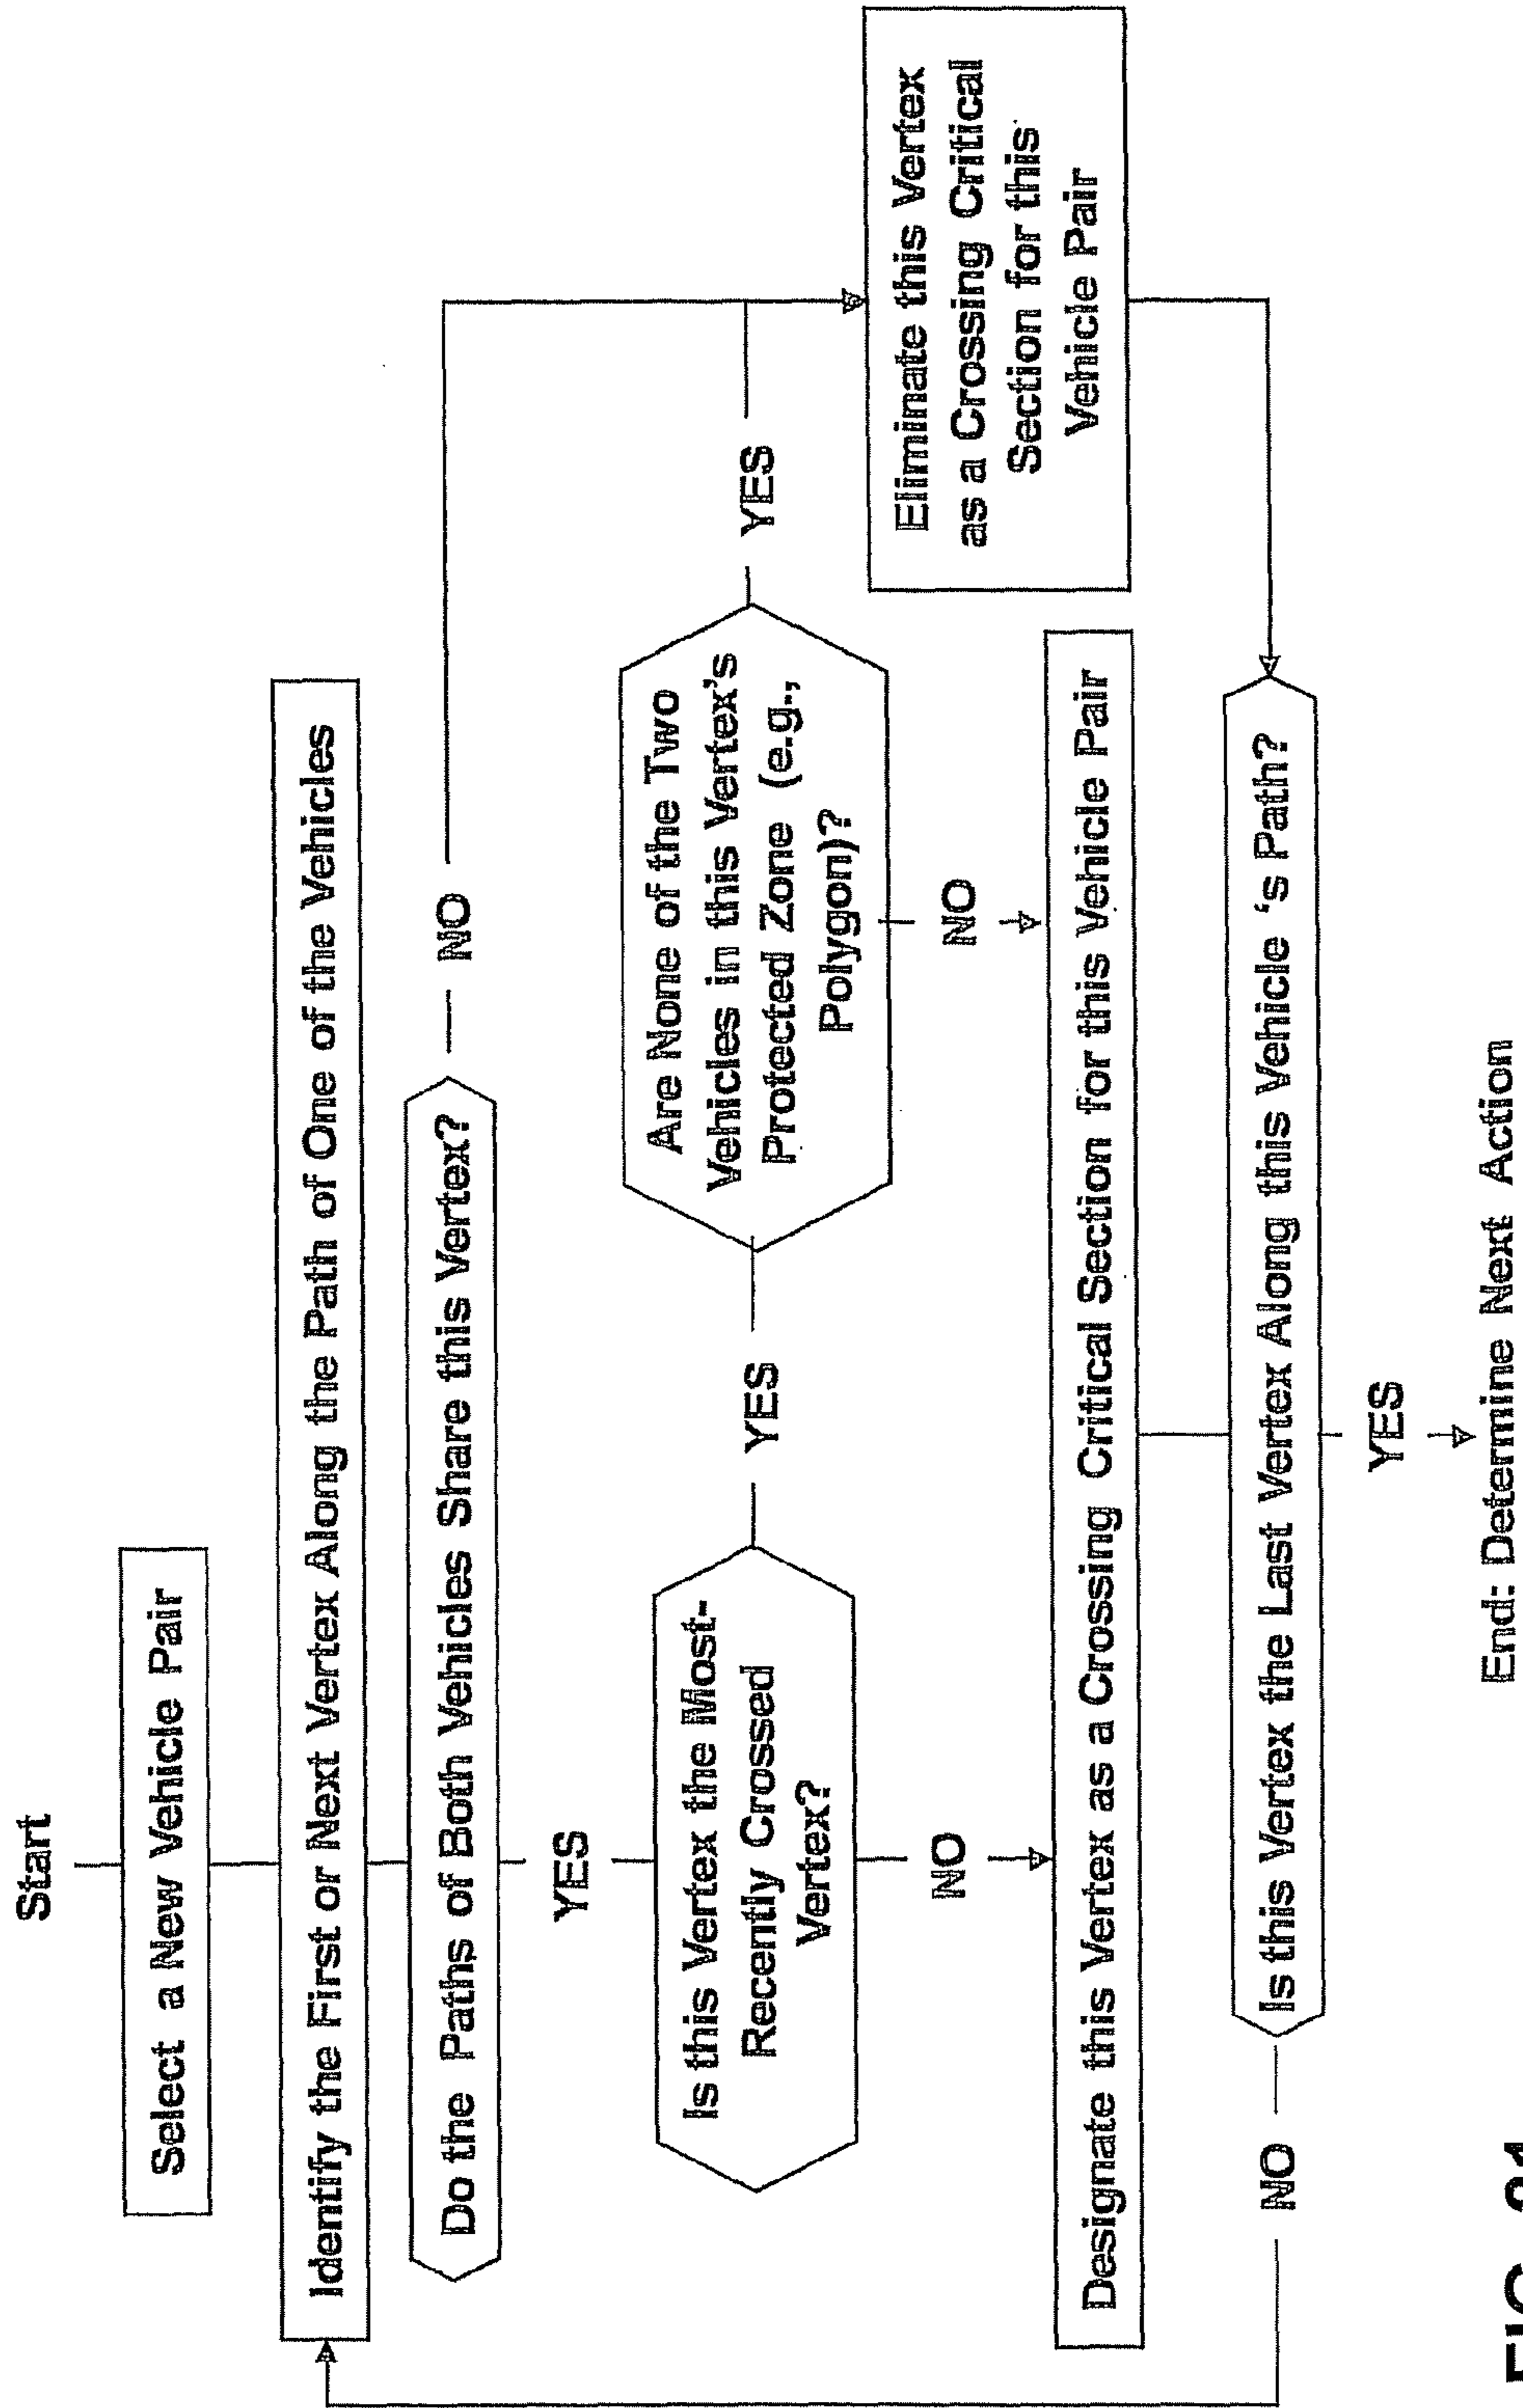 Start
Select a New Vehicle Pair
Identify the First or Next Vertex Along the Path of One of the Vehicles
Do the Paths of Both Vehicles Share this Vertex?
NO
YES
Is this Vertex the Most-
Recently Crossed
Vertex?
YES
Are None of the Two
Vehicles in this Vertex's
Protected Zone (e.g.,
Polygon)?
YES
NO
NO
Eliminate this Vertex
as a Crossing Critical
Section for this
Vehicle Pair
Designate this Vertex as a Crossing Critical Section for this Vehicle Pair
Is this Vertex the Last Vertex Along this Vehicle 's Path?
NO
YES
End: Determine Next Action
FIG.